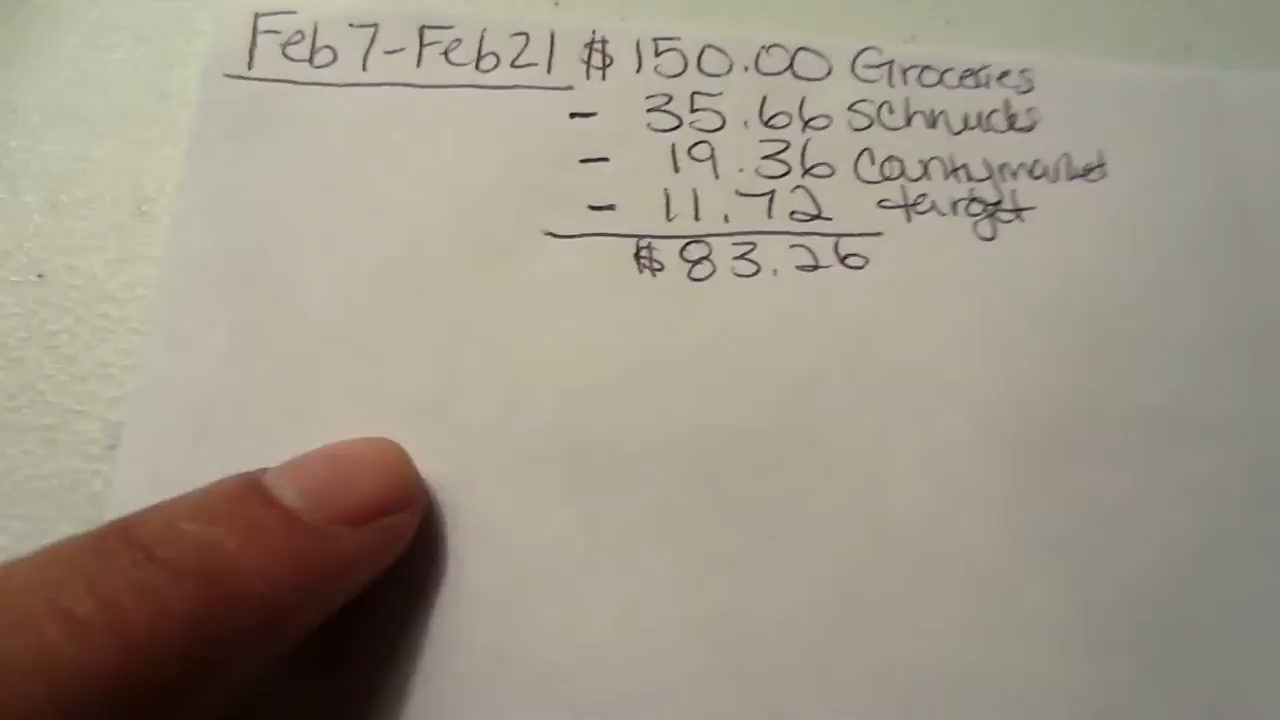 Feb 7-Feb 21 $150.00 Groceries
- 35.66 Schnucks
- 19.36 Countymarket
- 11.72 target
$83.26